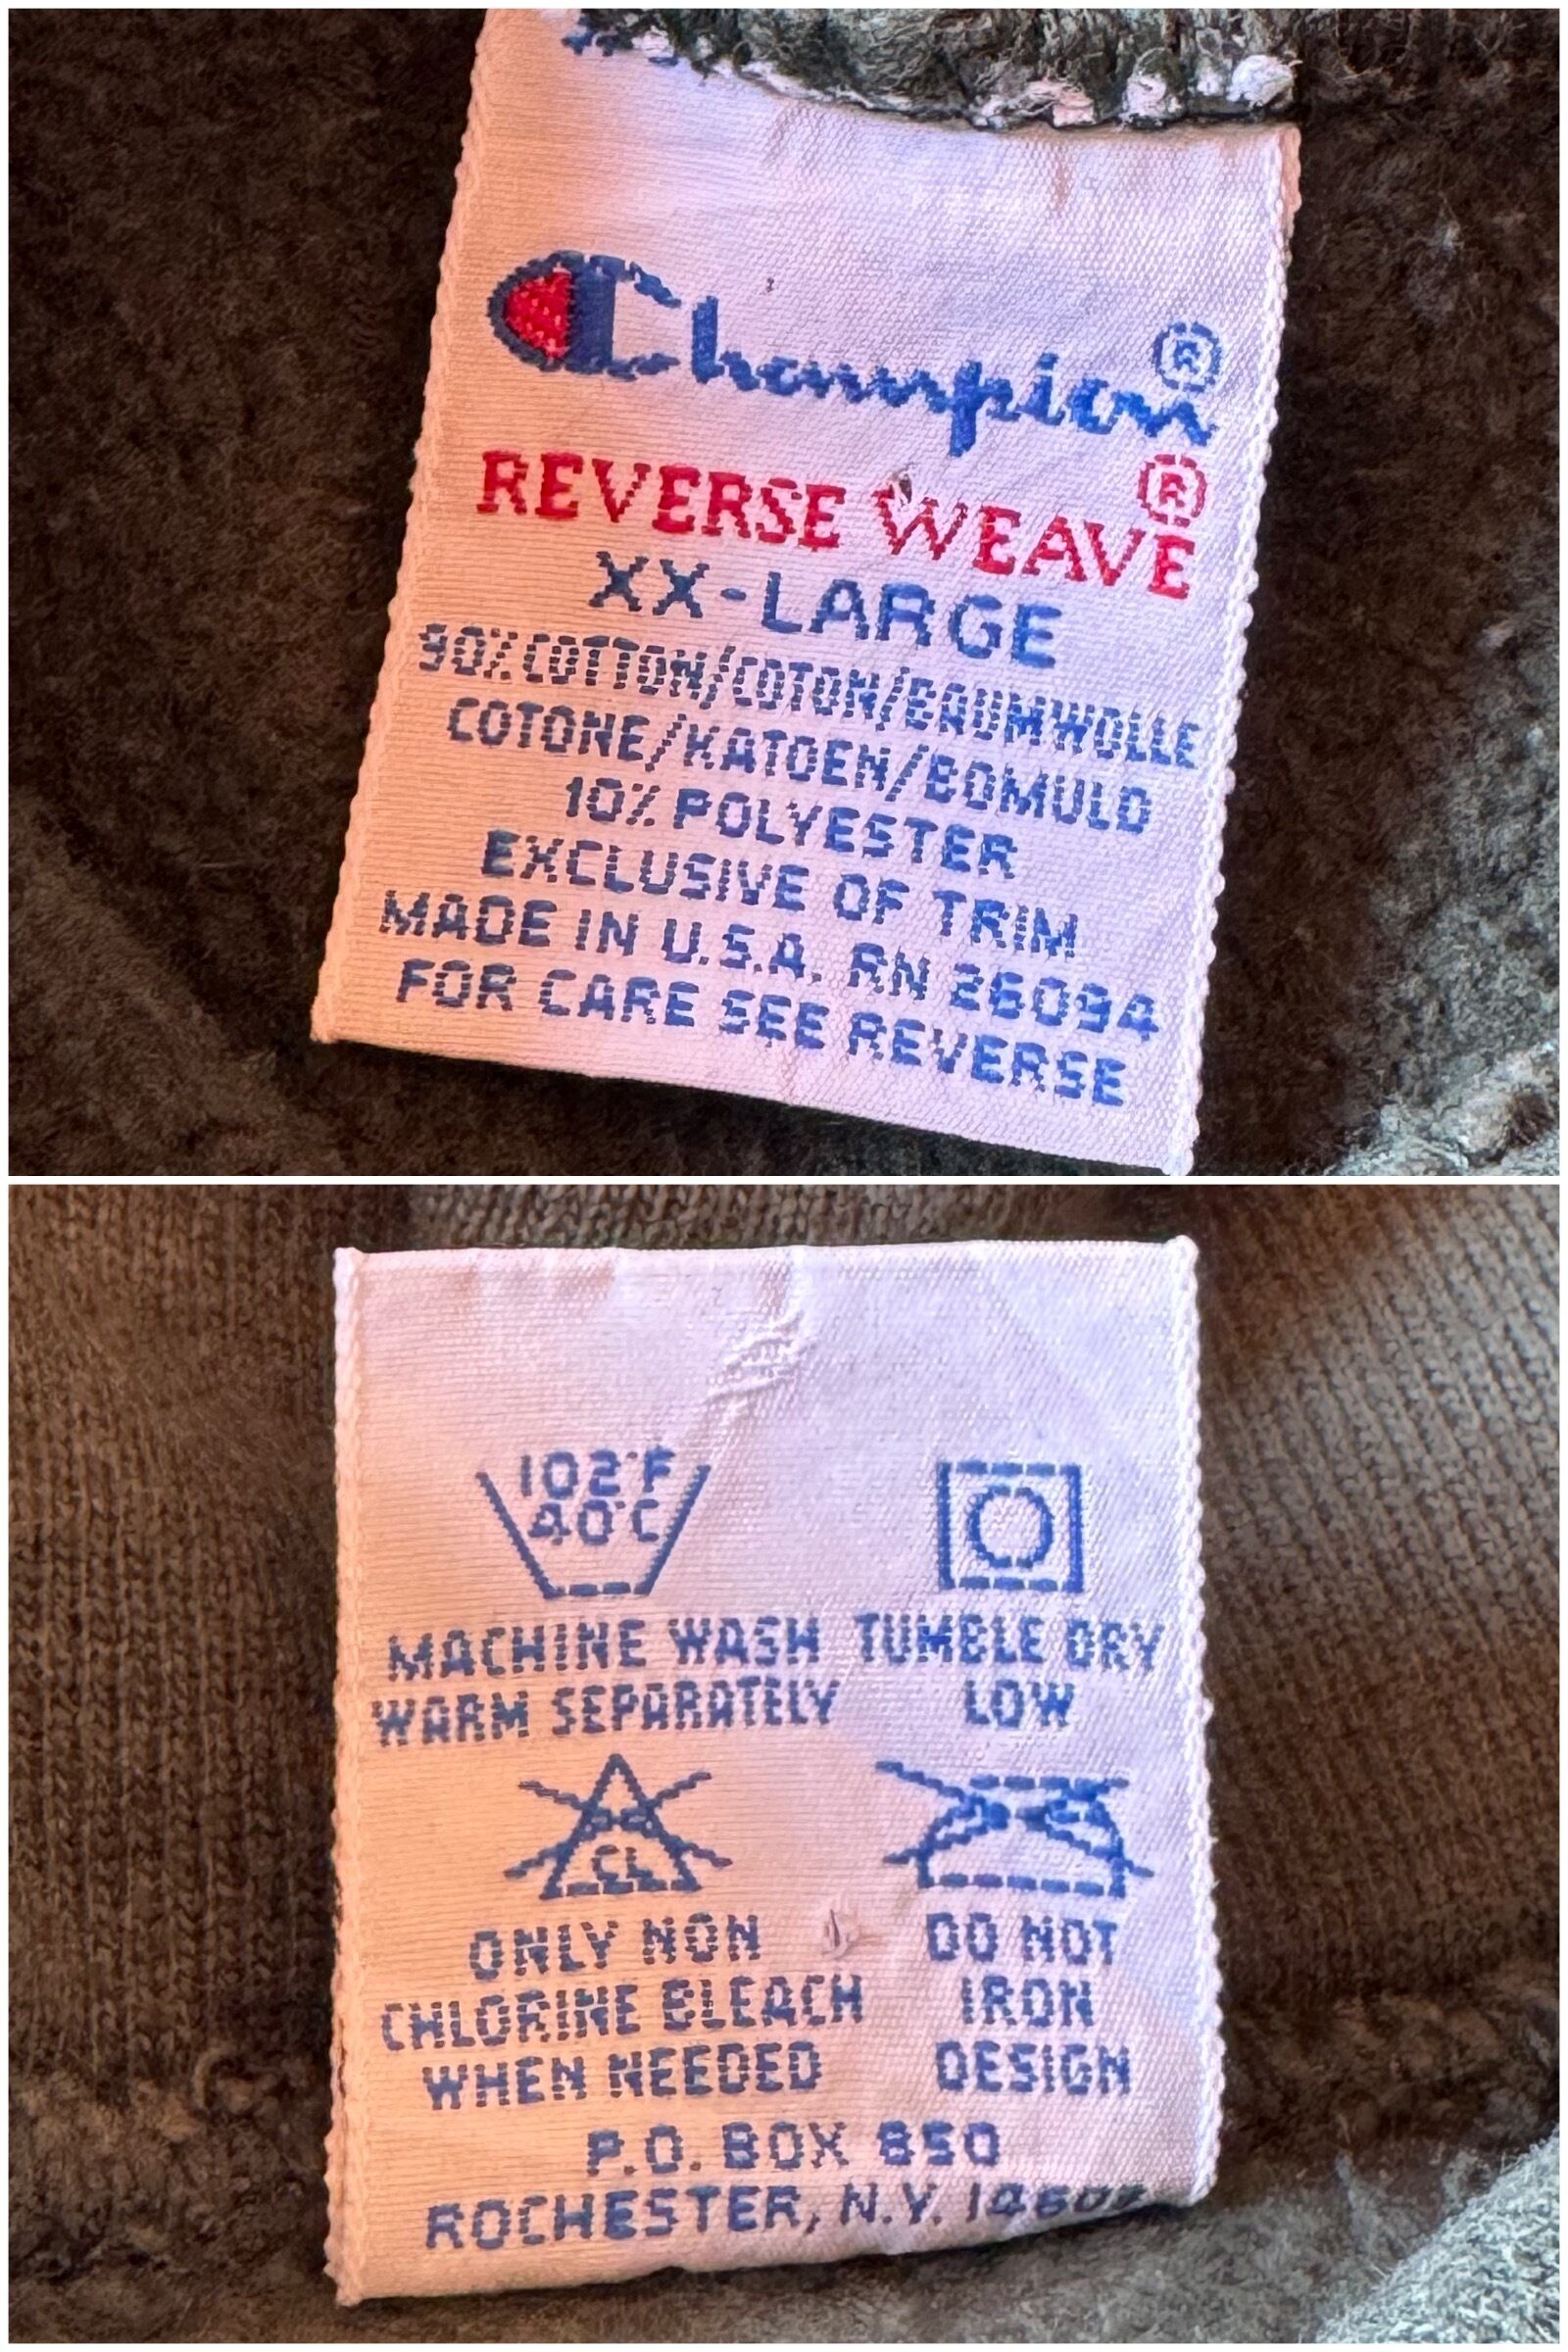 Champion®
REVERSE WEAVE®
XX-LARGE
90% COTTON/COTON/BAUMWOLLE
COTONE/KATOEN/BOMULD
10% POLYESTER
EXCLUSIVE OF TRIM
MADE IN U.S.A. RN 26094
FOR CARE SEE REVERSE
102°F
40°C
MACHINE WASH
WARM SEPARATELY
TUMBLE DRY
LOW
CL
ONLY NON
CHLORINE BLEACH
WHEN NEEDED
DO NOT
IRON
DESIGN
P.O. BOX 850
ROCHESTER, N.Y.